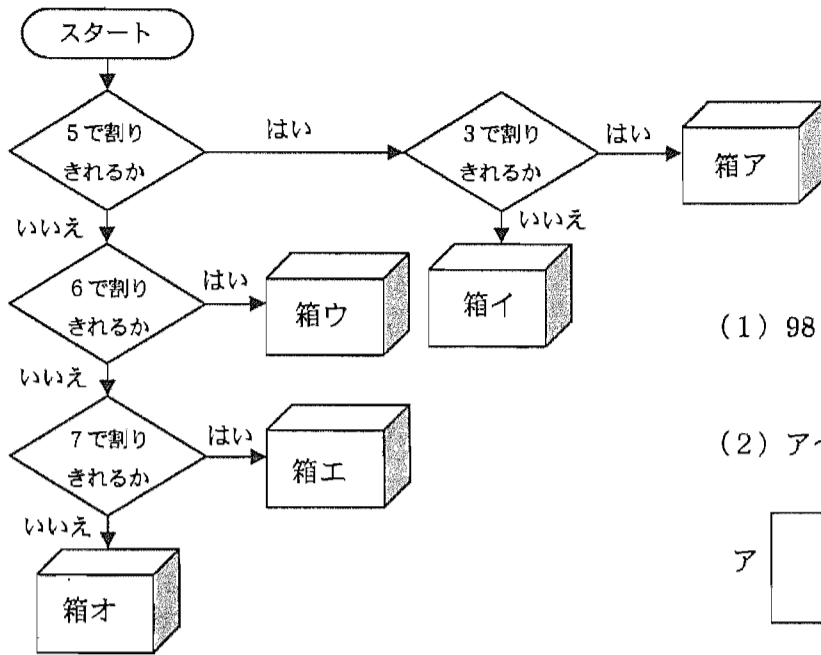 スタート
5で割り
きれるか
はい
3で割り
きれるか
はい
箱ア
いいえ
いいえ
6で割り
きれるか
はい
箱ウ
箱イ
(1) 98
いいえ
7で割り
きれるか
はい
箱エ
(2) ア
いいえ
箱オ
ア